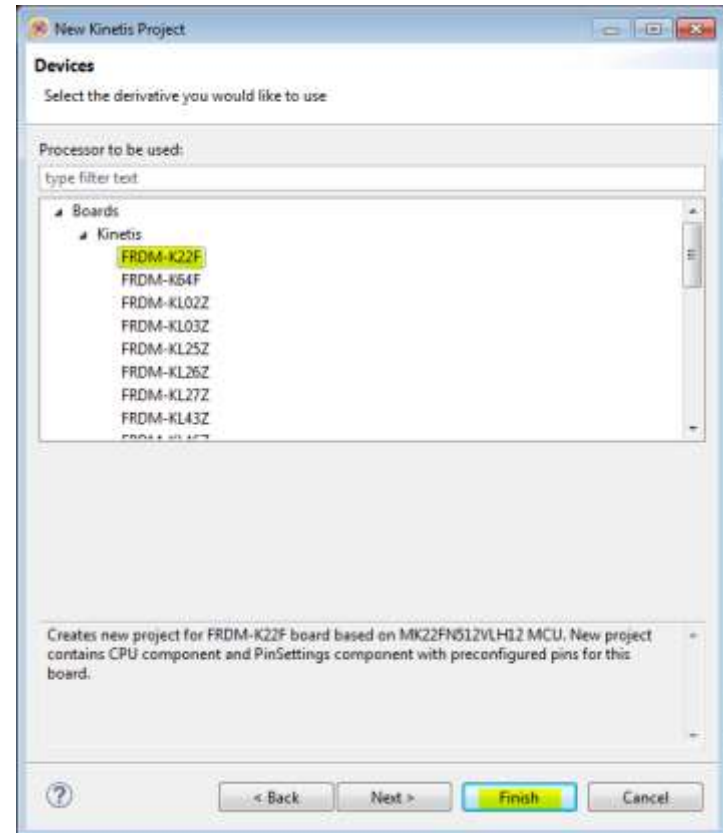 New Kinetis Project
Devices
Select the derivative you would like to use
Processor to be used:
type filter text
Boards
Kinetis
FRDM-K22F
FRDM-K64F
FRDM-KL02Z
FRDM-KL03Z
FRDM-KL25Z
FRDM-KL26Z
FRDM-KL27Z
FRDM-KL43Z
Creates new project for FRDM-K22F board based on MK22FN512VLH12 MCU. New project
contains CPU component and PinSettings component with preconfigured pins for this
board.
< Back Next > Finish Cancel